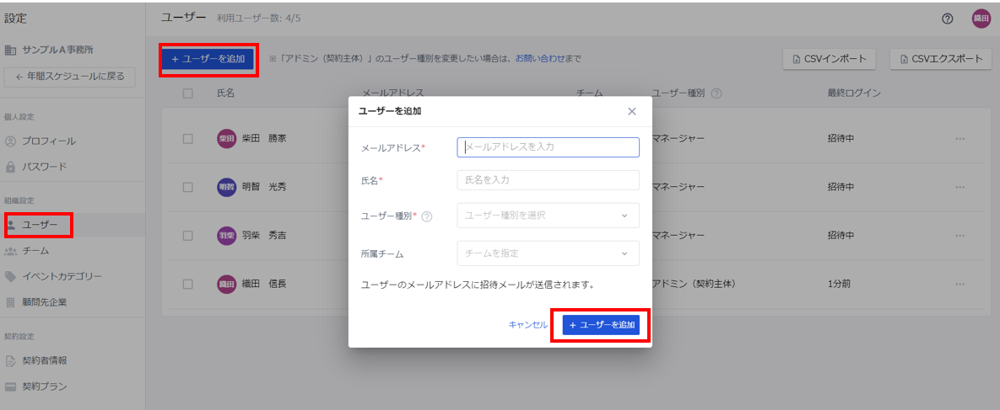 設定
サンプルA事務所
← 年間スケジュールに戻る
個人設定
プロフィール
パスワード
組織設定
ユーザー
チーム
イベントカテゴリー
顧問先企業
契約設定
契約者情報
契約プラン
ユーザー 利用ユーザー数: 4/5
織田
+ ユーザーを追加 ※「アドミン（契約主体）」のユーザー種別を変更したい場合は、お問い合わせまで
CSVインポート CSVエクスポート
氏名 メールアドレス チーム ユーザー種別 ? 最終ログイン
柴田 柴田 勝家 マネージャー 招待中 ...
明智 明智 光秀 マネージャー 招待中 ...
羽柴 羽柴 秀吉 マネージャー 招待中 ...
織田 織田 信長 アドミン（契約主体） 1分前 ...
ユーザーを追加 ×
メールアドレス* メールアドレスを入力
氏名* 氏名を入力
ユーザー種別* ? ユーザー種別を選択
所属チーム チームを指定
ユーザーのメールアドレスに招待メールが送信されます。
キャンセル + ユーザーを追加